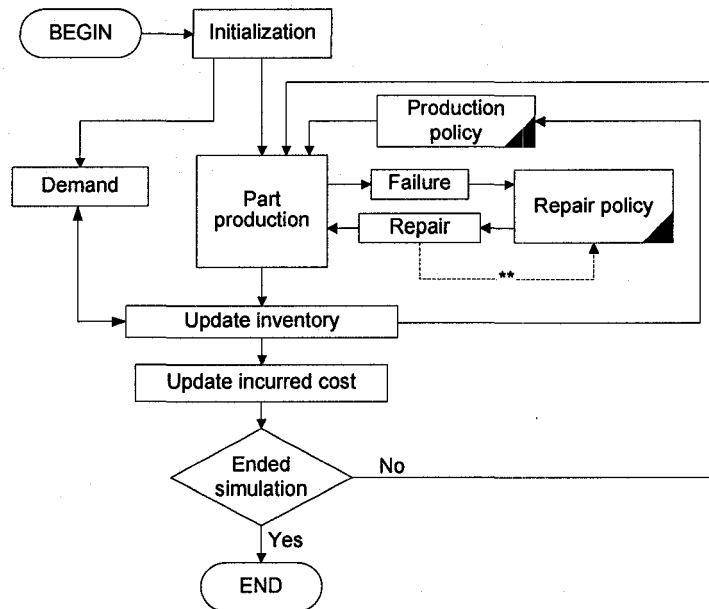 BEGIN
Initialization
Production
policy
Demand
Part
production
Failure
Repair policy
Repair
**
Update inventory
Update incurred cost
Ended
simulation
No
Yes
END